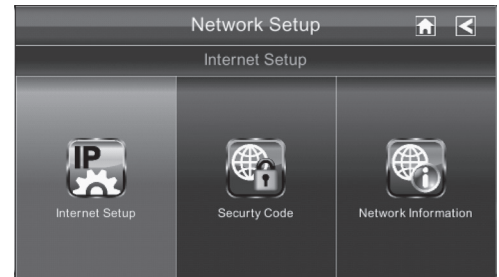 Network Setup
Internet Setup
IP
Internet Setup
Securty Code
Network Information